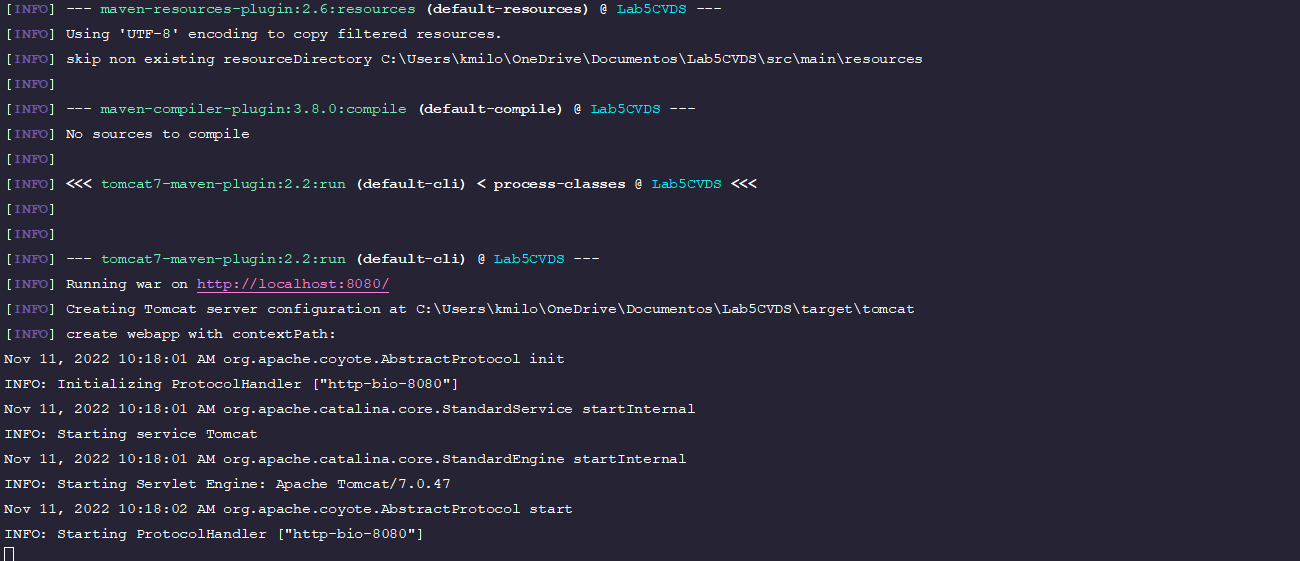 [INFO] --- maven-resources-plugin:2.6:resources (default-resources) @ Lab5CVDS ---
[INFO] Using 'UTF-8' encoding to copy filtered resources.
[INFO] skip non existing resourceDirectory C:\Users\kmilo\OneDrive\Documentos\Lab5CVDS\src\main\resources
[INFO]
[INFO] --- maven-compiler-plugin:3.8.0:compile (default-compile) @ Lab5CVDS ---
[INFO] No sources to compile
[INFO]
[INFO] <<< tomcat7-maven-plugin:2.2:run (default-cli) < process-classes @ Lab5CVDS <<<
[INFO]
[INFO]
[INFO] --- tomcat7-maven-plugin:2.2:run (default-cli) @ Lab5CVDS ---
[INFO] Running war on http://localhost:8080/
[INFO] Creating Tomcat server configuration at C:\Users\kmilo\OneDrive\Documentos\Lab5CVDS\target\tomcat
[INFO] create webapp with contextPath:
Nov 11, 2022 10:18:01 AM org.apache.coyote.AbstractProtocol init
INFO: Initializing ProtocolHandler ["http-bio-8080"]
Nov 11, 2022 10:18:01 AM org.apache.catalina.core.StandardService startInternal
INFO: Starting service Tomcat
Nov 11, 2022 10:18:01 AM org.apache.catalina.core.StandardEngine startInternal
INFO: Starting Servlet Engine: Apache Tomcat/7.0.47
Nov 11, 2022 10:18:02 AM org.apache.coyote.AbstractProtocol start
INFO: Starting ProtocolHandler ["http-bio-8080"]